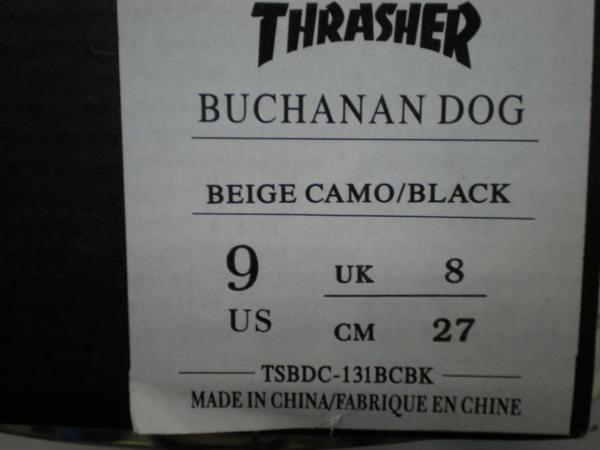 THRASHER
BUCHANAN DOG
BEIGE CAMO/BLACK
9 UK 8
US CM 27
TSBDC-131BCBK
MADE IN CHINA/FABRIQUE EN CHINE